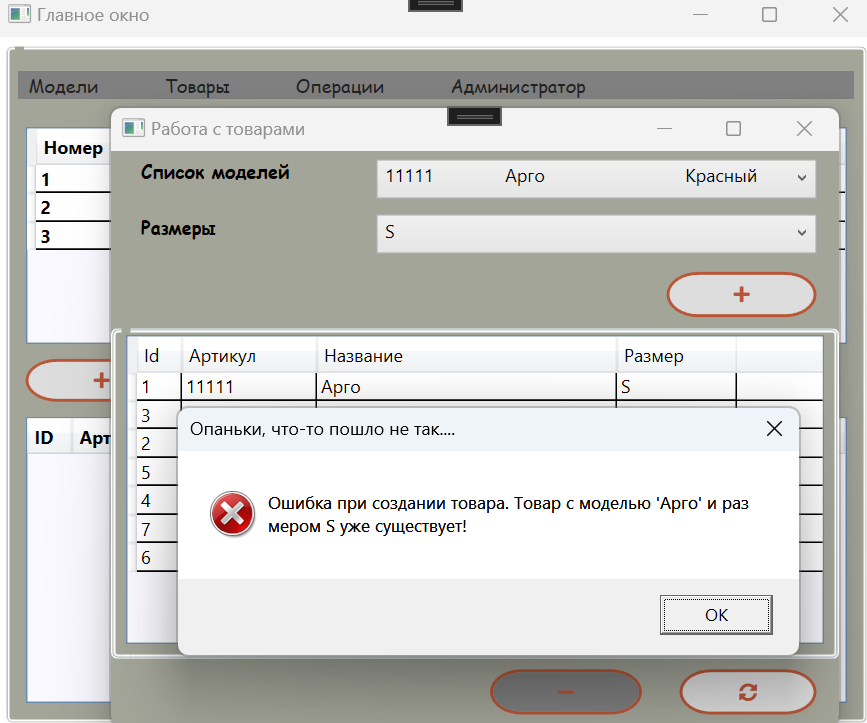 Главное окно
Модели Товары Операции Администратор
Работа с товарами
Номер
1
2
3
Список моделей 11111 Арго Красный
Размеры S
+
+
Id Артикул Название Размер
1 11111 Арго S
3
2
5
4
7
6
ID Арт
Опаньки, что-то пошло не так....
Ошибка при создании товара. Товар с моделью 'Арго' и раз
мером S уже существует!
OK
−